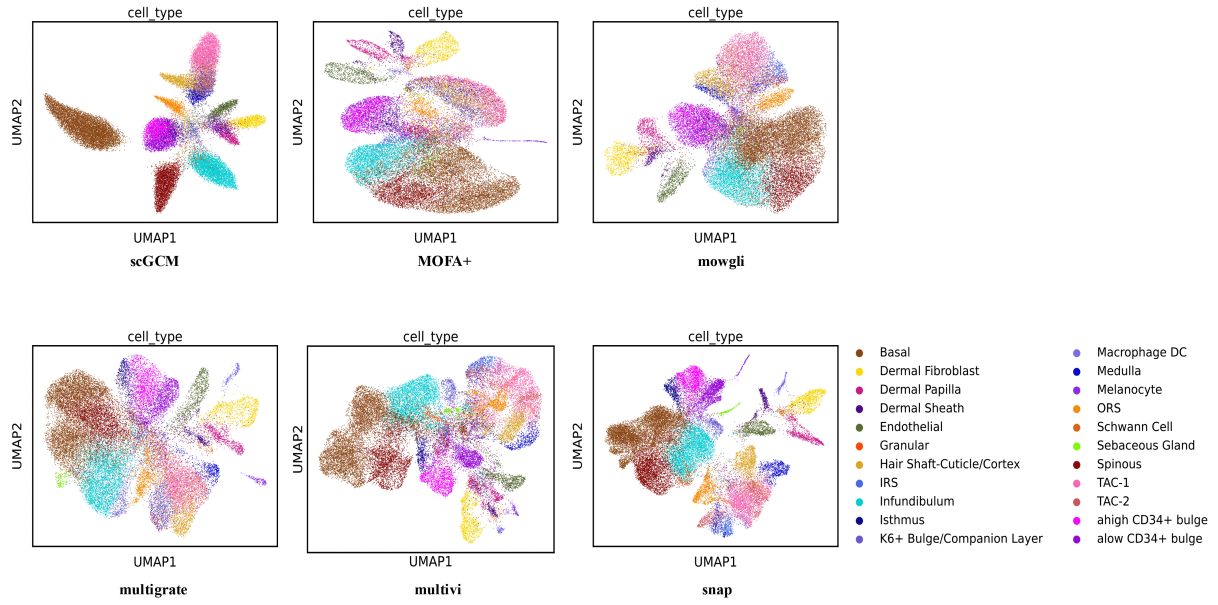 cell_type
cell_type
cell_type
UMAP2
UMAP2
UMAP2
UMAP1
UMAP1
UMAP1
scGCM
MOFA+
mowgli
cell_type
cell_type
cell_type
UMAP2
UMAP2
UMAP2
UMAP1
UMAP1
UMAP1
multigrate
multivi
snap
Basal
Dermal Fibroblast
Dermal Papilla
Dermal Sheath
Endothelial
Granular
Hair Shaft-Cuticle/Cortex
IRS
Infundibulum
Isthmus
K6+ Bulge/Companion Layer
Macrophage DC
Medulla
Melanocyte
ORS
Schwann Cell
Sebaceous Gland
Spinous
TAC-1
TAC-2
ahigh CD34+ bulge
alow CD34+ bulge